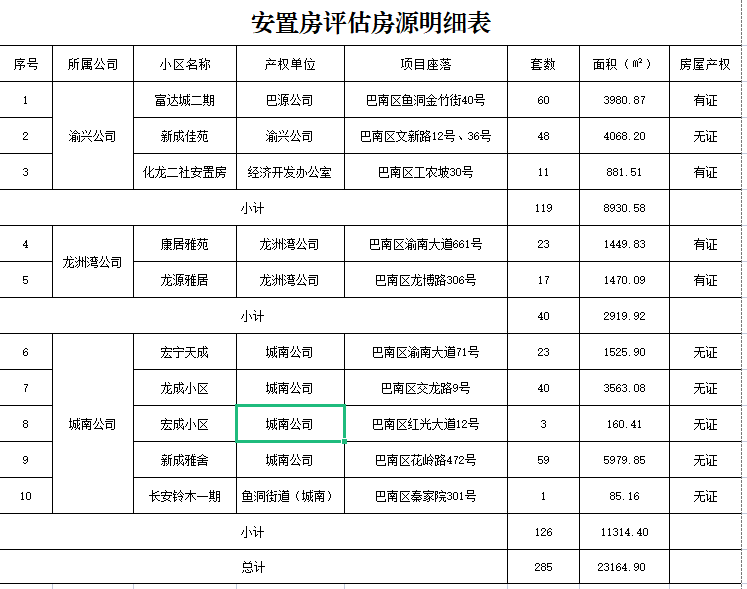 安置房评估房源明细表
序号 所属公司 小区名称 产权单位 项目座落 套数 面积（㎡） 房屋产权
1 渝兴公司 富达城二期 巴源公司 巴南区鱼洞金竹街40号 60 3980.87 有证
2 新成佳苑 渝兴公司 巴南区文新路12号、36号 48 4068.20 无证
3 化龙二社安置房 经济开发办公室 巴南区工农坡30号 11 881.51 有证
小计 119 8930.58
4 龙洲湾公司 康居雅苑 龙洲湾公司 巴南区渝南大道661号 23 1449.83 有证
5 龙源雅居 龙洲湾公司 巴南区龙博路306号 17 1470.09 有证
小计 40 2919.92
6 城南公司 宏宁天成 城南公司 巴南区渝南大道71号 23 1525.90 无证
7 龙成小区 城南公司 巴南区交龙路9号 40 3563.08 无证
8 宏成小区 城南公司 巴南区红光大道12号 3 160.41 无证
9 新成雅舍 城南公司 巴南区花岭路472号 59 5979.85 无证
10 长安铃木一期 鱼洞街道（城南） 巴南区秦家院301号 1 85.16 无证
小计 126 11314.40
总计 285 23164.90